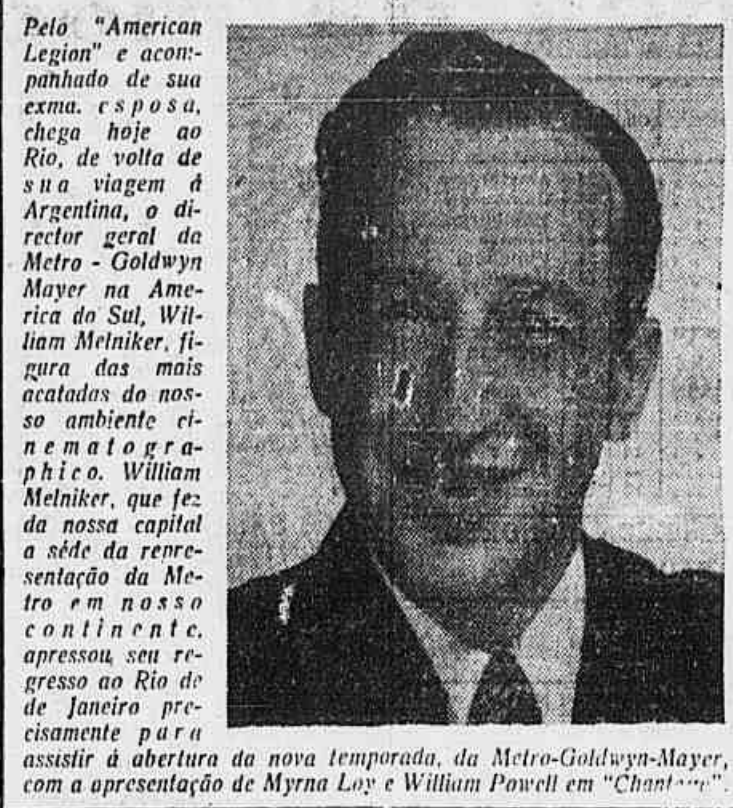 Pelo "American
Legion" e acom-
panhado de sua
exma. esposa,
chega hoje ao
Rio, de volta de
sua viagem á
Argentina, o di-
rector geral da
Metro - Goldwyn
Mayer na Ame-
rica do Sul, Wil-
liam Melniker, fi-
gura das mais
acatadas do nos-
so ambiente ci-
nematogra-
phico. William
Melniker, que fez
da nossa capital
a séde da repre-
sentação da Me-
tro em nosso
continente,
apressou seu re-
gresso ao Rio de
de Janeiro pre-
cisamente para
assistir á abertura da nova temporada, da Metro-Goldwyn-Mayer,
com a apresentação de Myrna Loy e William Powell em